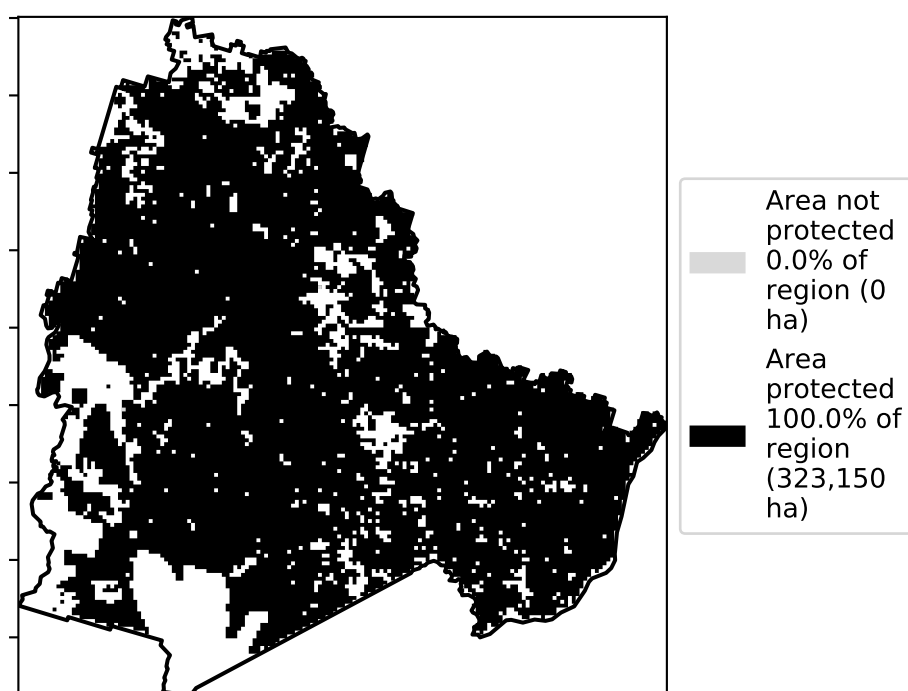 Area not
protected
0.0% of
region (0
ha)
Area
protected
100.0% of
region
(323,150
ha)